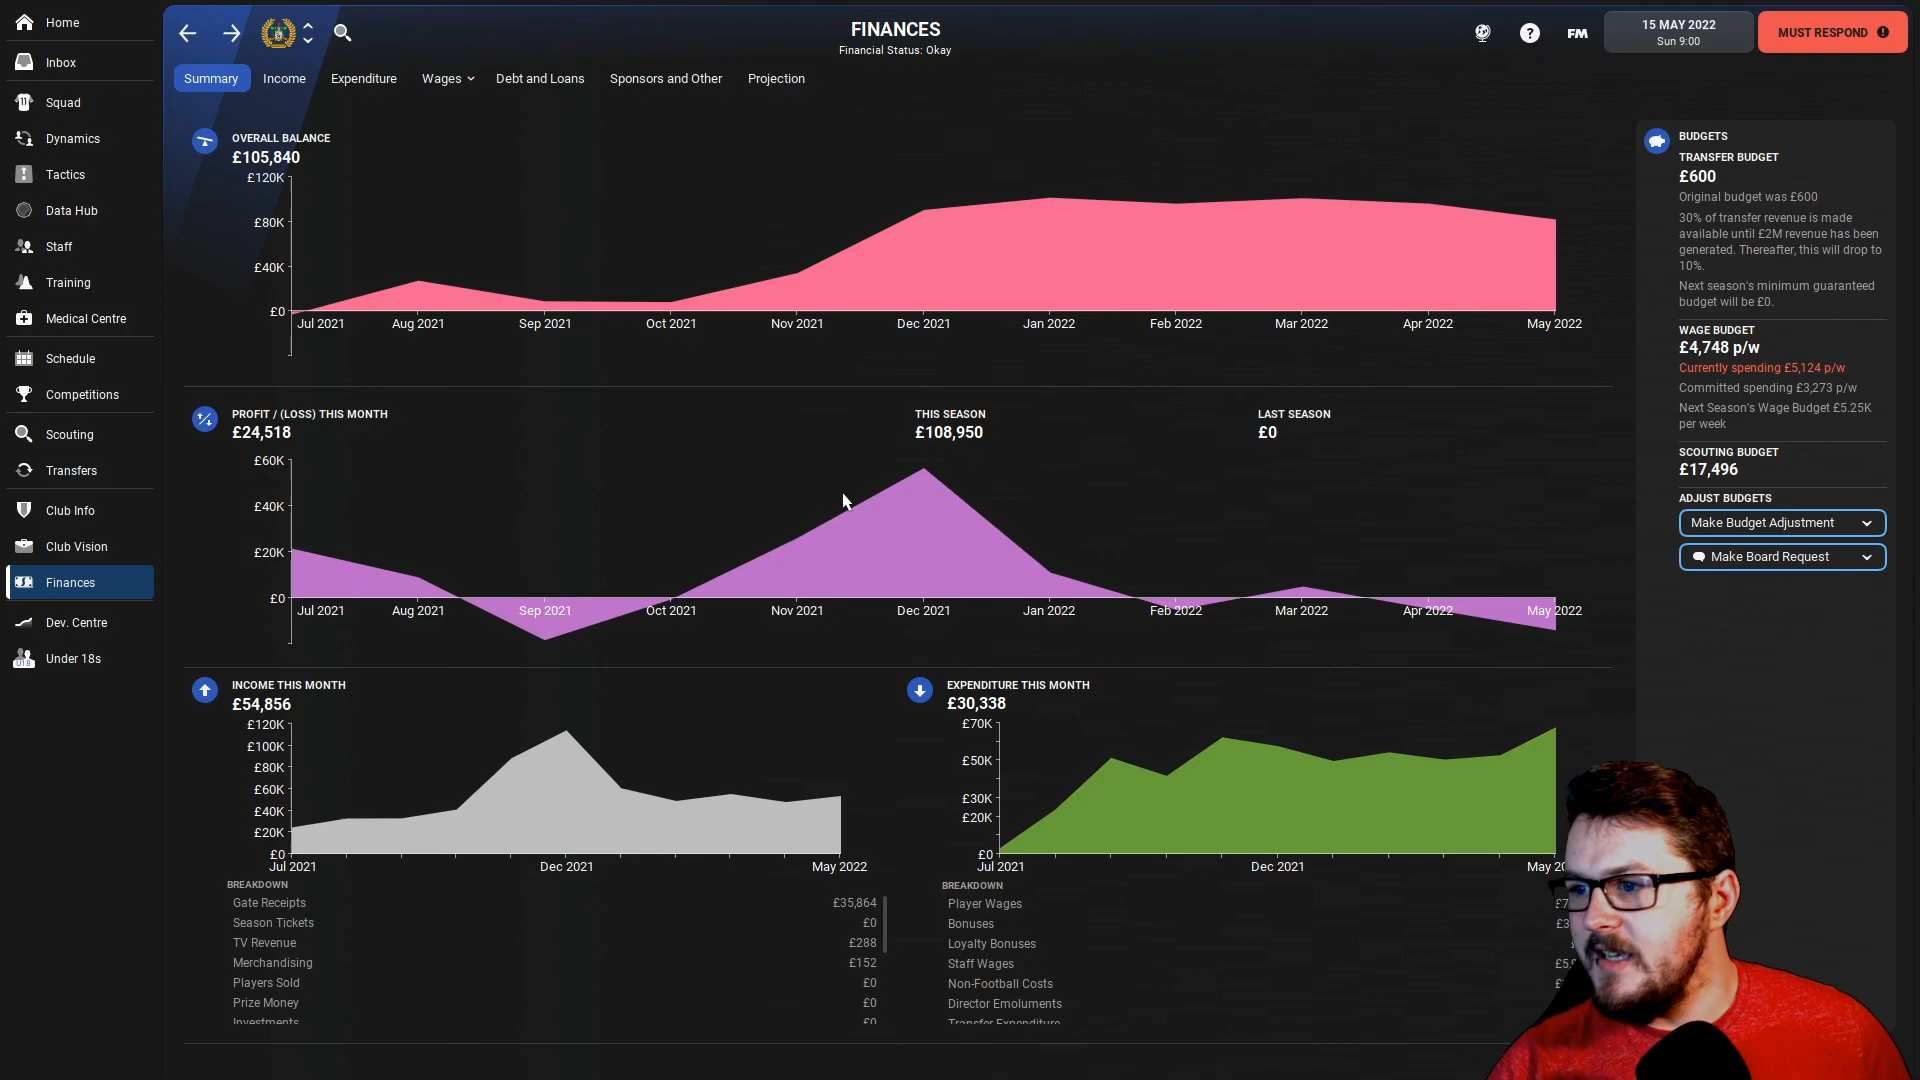 Home
Inbox
Squad
Dynamics
Tactics
Data Hub
Staff
Training
Medical Centre
Schedule
Competitions
Scouting
Transfers
Club Info
Club Vision
Finances
Dev. Centre
Under 18s
U18
FINANCES
Financial Status: Okay
?
FM
15 MAY 2022
Sun 9:00
MUST RESPOND
Summary Income Expenditure Wages Debt and Loans Sponsors and Other Projection
OVERALL BALANCE
£105,840
£120K
£80K
£40K
£0
Jul 2021 Aug 2021 Sep 2021 Oct 2021 Nov 2021 Dec 2021 Jan 2022 Feb 2022 Mar 2022 Apr 2022 May 2022
PROFIT / (LOSS) THIS MONTH
£24,518
THIS SEASON
£108,950
LAST SEASON
£0
£60K
£40K
£20K
£0
Jul 2021 Aug 2021 Sep 2021 Oct 2021 Nov 2021 Dec 2021 Jan 2022 Feb 2022 Mar 2022 Apr 2022 May 2022
INCOME THIS MONTH
£54,856
£120K
£100K
£80K
£60K
£40K
£20K
£0
Jul 2021 Dec 2021 May 2022
BREAKDOWN
Gate Receipts £35,864
Season Tickets £0
TV Revenue £288
Merchandising £152
Players Sold £0
Prize Money £0
Investments £0
EXPENDITURE THIS MONTH
£30,338
£70K
£50K
£30K
£20K
£0
Jul 2021 Dec 2021 May 20
BREAKDOWN
Player Wages £7
Bonuses £3
Loyalty Bonuses
Staff Wages
Non-Football Costs
Director Emoluments
Transfer Expenditure
BUDGETS
TRANSFER BUDGET
£600
Original budget was £600
30% of transfer revenue is made
available until £2M revenue has been
generated. Thereafter, this will drop to
10%.
Next season's minimum guaranteed
budget will be £0.
WAGE BUDGET
£4,748 p/w
Currently spending £5,124 p/w
Committed spending £3,273 p/w
Next Season's Wage Budget £5.25K
per week
SCOUTING BUDGET
£17,496
ADJUST BUDGETS
Make Budget Adjustment
Make Board Request